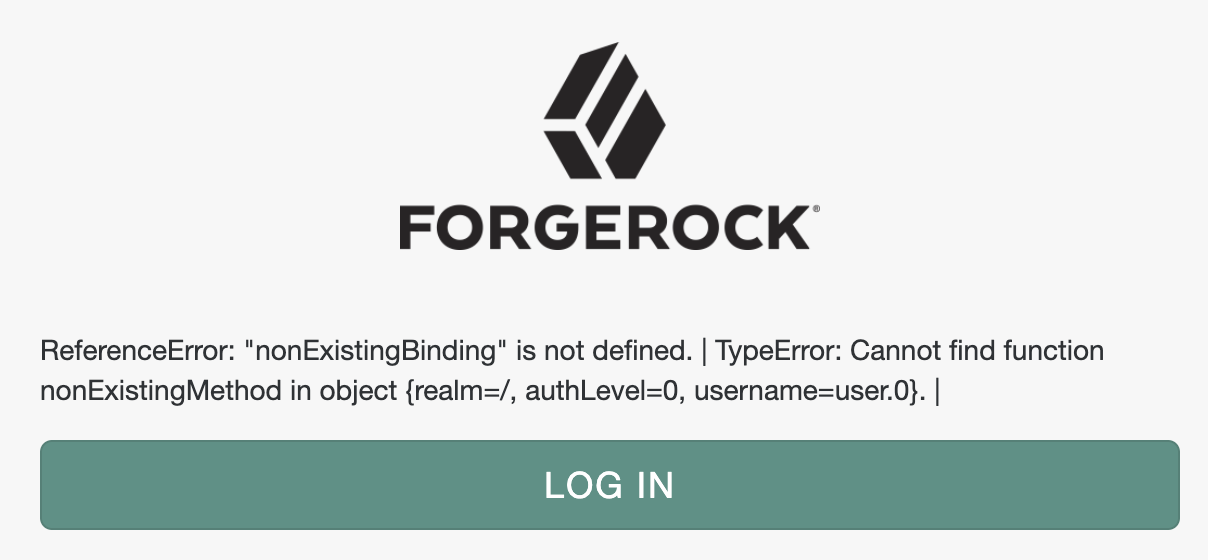 FORGEROCK®
ReferenceError: "nonExistingBinding" is not defined. | TypeError: Cannot find function
nonExistingMethod in object {realm=/, authLevel=0, username=user.0}. |
LOG IN